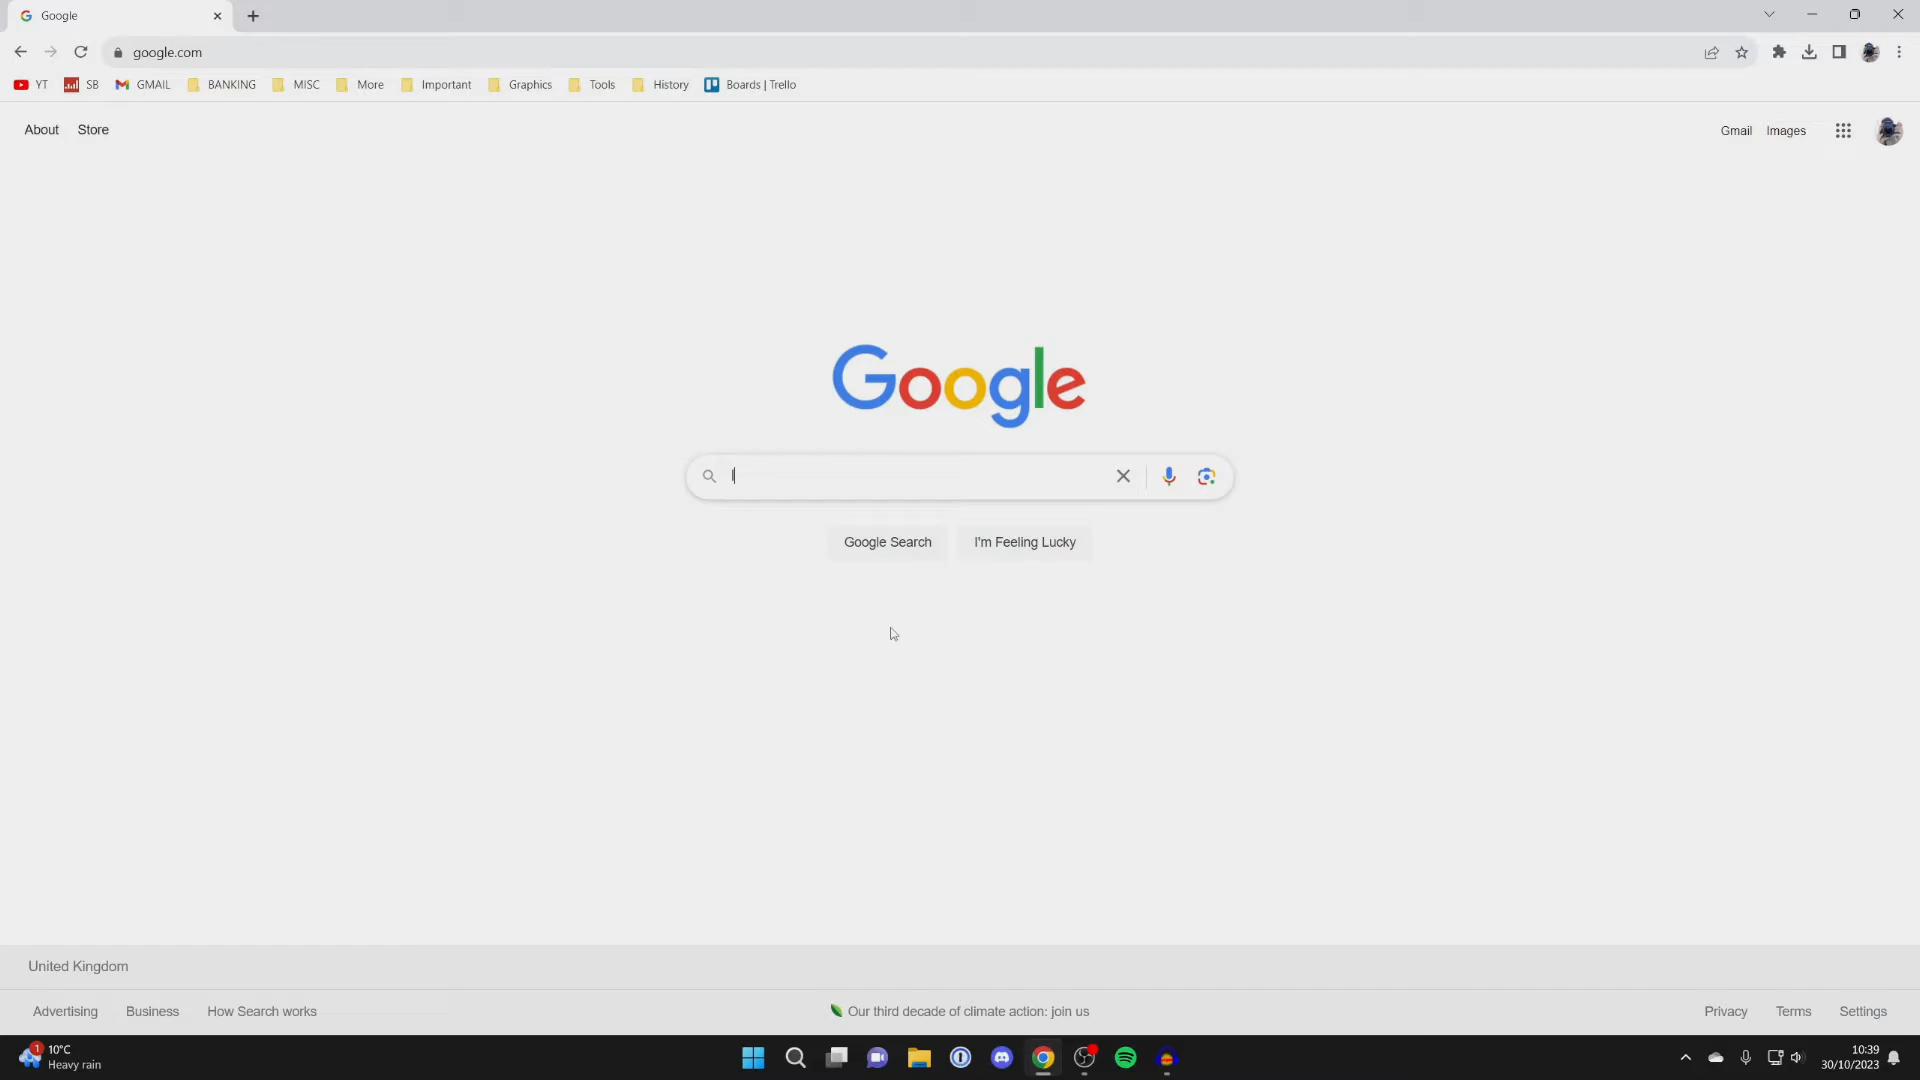 Google
google.com
YT SB GMAIL BANKING MISC More Important Graphics Tools History Boards | Trello
About Store Gmail Images
Google
l
Google Search I'm Feeling Lucky
United Kingdom
Advertising Business How Search works Our third decade of climate action: join us Privacy Terms Settings
1 10°C 10:39
Heavy rain 30/10/2023